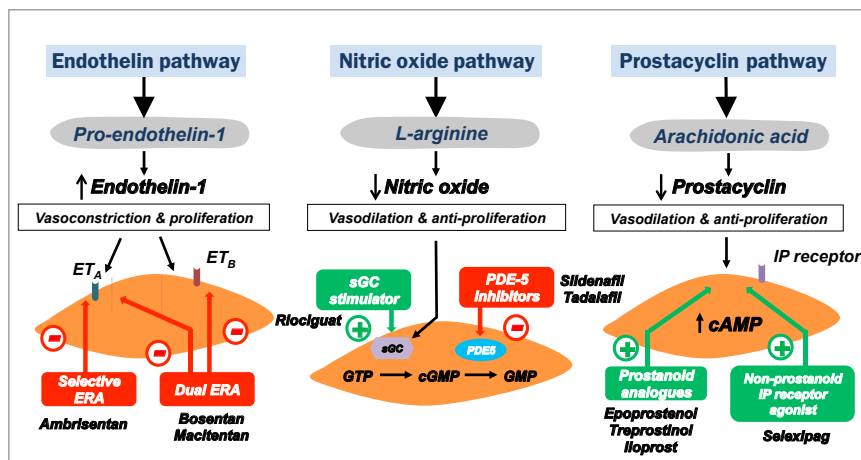 Endothelin pathway
Pro-endothelin-1
Endothelin-1
Vasoconstriction & proliferation
ETA
ETB
Selective
ERA
Dual ERA
Ambrisentan
Bosentan
Macitentan
Nitric oxide pathway
L-arginine
Nitric oxide
Vasodilation & anti-proliferation
sGC
stimulator
Riociguat
PDE-5
Inhibitors
Sildenafil
Tadalafil
sGC
PDE5
GTP
cGMP
GMP
Prostacyclin pathway
Arachidonic acid
Prostacyclin
Vasodilation & anti-proliferation
IP receptor
cAMP
Prostanoid
analogues
Non-prostanoid
IP receptor
agonist
Epoprostenol
Treprostinol
Iloprost
Selexipag